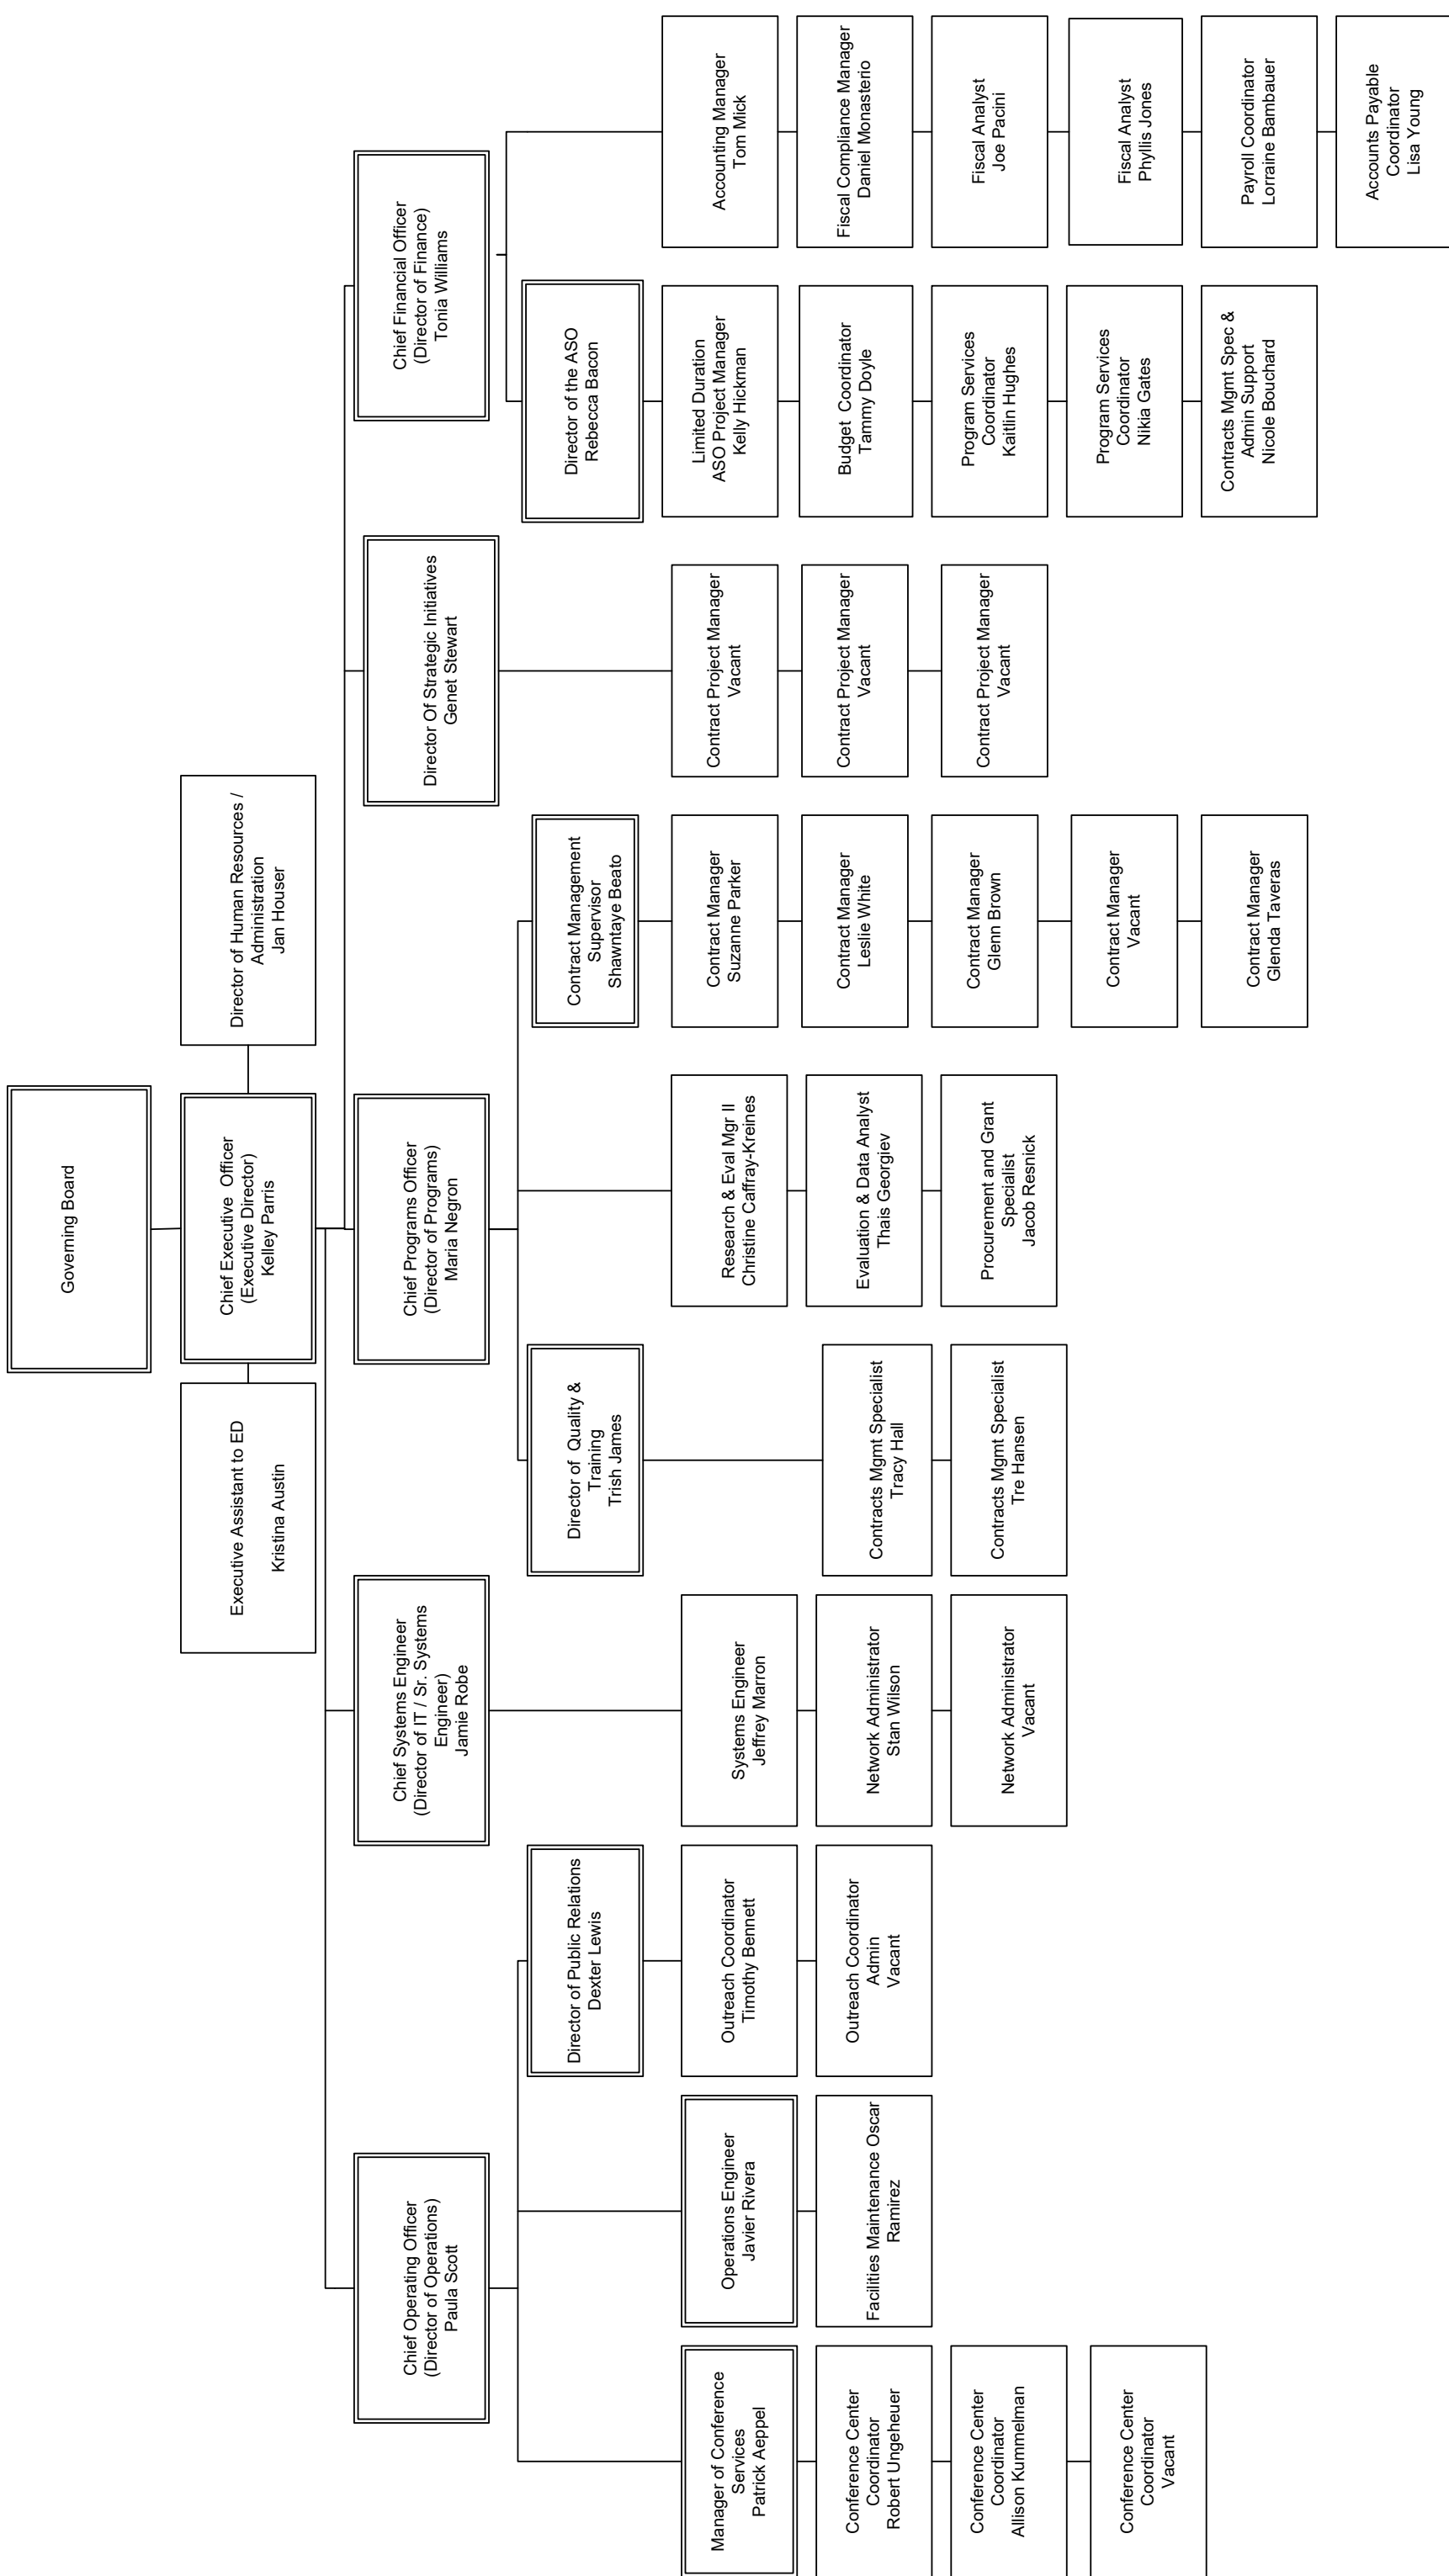 Governing Board
Executive Assistant to ED
Kristina Austin
Chief Executive Officer
(Executive Director)
Kelley Parris
Director of Human Resources /
Administration
Jan Houser
Chief Operating Officer
(Director of Operations)
Paula Scott
Chief Systems Engineer
(Director of IT / Sr. Systems
Engineer)
Jamie Robe
Chief Programs Officer
(Director of Programs)
Maria Negron
Director Of Strategic Initiatives
Genet Stewart
Chief Financial Officer
(Director of Finance)
Tonia Williams
Manager of Conference
Services
Patrick Aeppel
Conference Center
Coordinator
Robert Ungeheuer
Conference Center
Coordinator
Allison Kummelman
Conference Center
Coordinator
Vacant
Operations Engineer
Javier Rivera
Facilities Maintenance Oscar
Ramirez
Director of Public Relations
Dexter Lewis
Outreach Coordinator
Timothy Bennett
Outreach Coordinator
Admin
Vacant
Systems Engineer
Jeffrey Marron
Network Administrator
Stan Wilson
Network Administrator
Vacant
Director of Quality &
Training
Trish James
Contracts Mgmt Specialist
Tracy Hall
Contracts Mgmt Specialist
Tre Hansen
Research & Eval Mgr II
Christine Caffray-Kreines
Evaluation & Data Analyst
Thais Georgiev
Procurement and Grant
Specialist
Jacob Resnick
Contract Management
Supervisor
Shawntaye Beato
Contract Manager
Suzanne Parker
Contract Manager
Leslie White
Contract Manager
Glenn Brown
Contract Manager
Vacant
Contract Manager
Glenda Taveras
Contract Project Manager
Vacant
Contract Project Manager
Vacant
Contract Project Manager
Vacant
Director of the ASO
Rebecca Bacon
Limited Duration
ASO Project Manager
Kelly Hickman
Budget Coordinator
Tammy Doyle
Program Services
Coordinator
Kaitlin Hughes
Program Services
Coordinator
Nikia Gates
Contracts Mgmt Spec &
Admin Support
Nicole Bouchard
Accounting Manager
Tom Mick
Fiscal Compliance Manager
Daniel Monasterio
Fiscal Analyst
Joe Pacini
Fiscal Analyst
Phyllis Jones
Payroll Coordinator
Lorraine Bambauer
Accounts Payable
Coordinator
Lisa Young